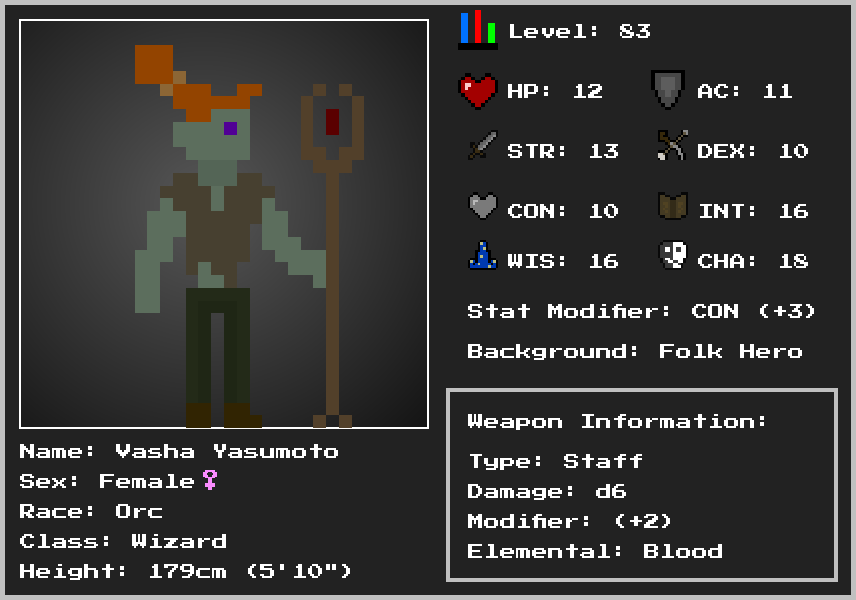 Level: 83
HP: 12
AC: 11
STR: 13
DEX: 10
CON: 10
INT: 16
WIS: 16
CHA: 18
Stat Modifier: CON (+3)
Background: Folk Hero
Weapon Information:
Type: Staff
Damage: d6
Modifier: (+2)
Elemental: Blood
Name: Vasha Yasumoto
Sex: Female♀
Race: Orc
Class: Wizard
Height: 179cm (5'10")